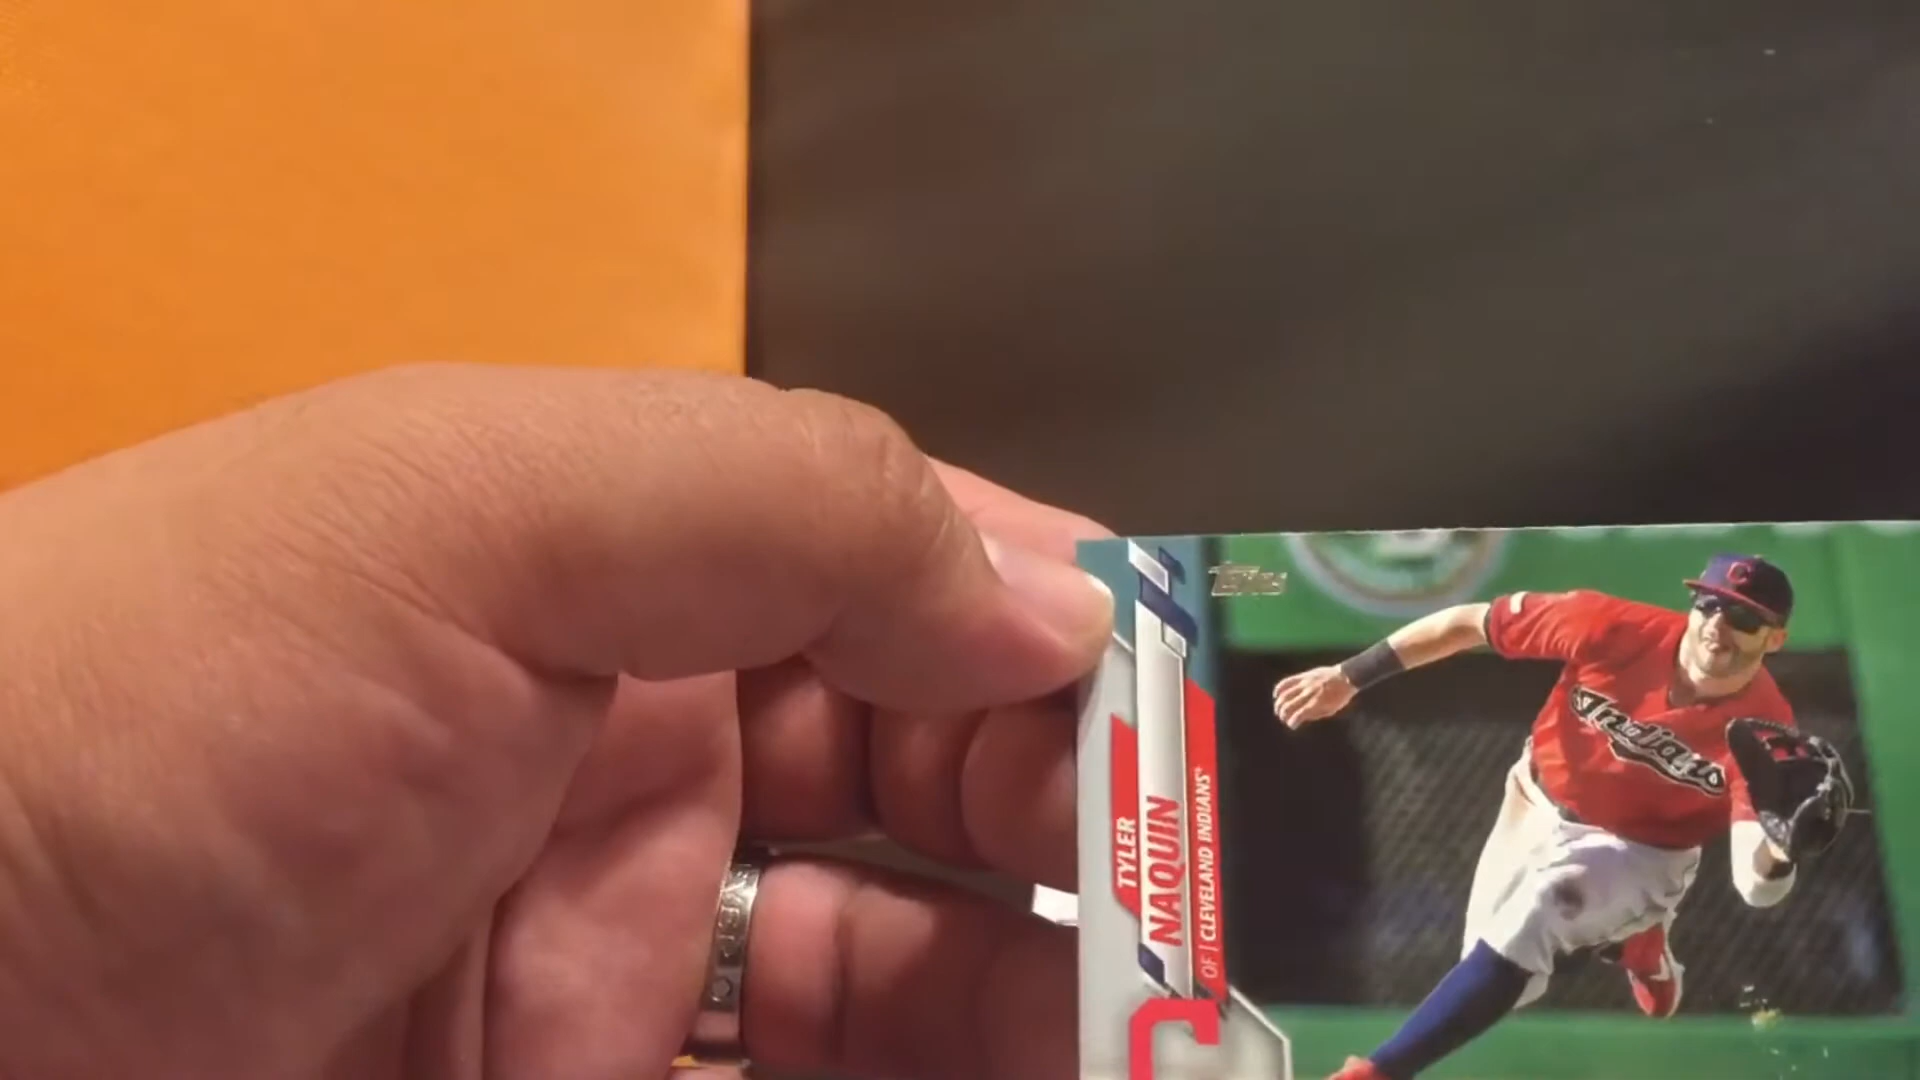 Topps
TYLER
NAQUIN
OF | CLEVELAND INDIANS
Indians
C
C